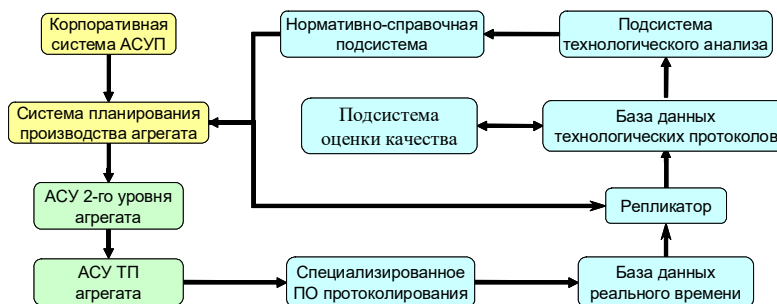 Корпоративная
система АСУП
Нормативно-справочная
подсистема
Подсистема
технологического анализа
Система планирования
производства агрегата
Подсистема
оценки качества
База данных
технологических протоколов
АСУ 2-го уровня
агрегата
Репликатор
АСУ ТП
агрегата
Специализированное
ПО протоколирования
База данных
реального времени